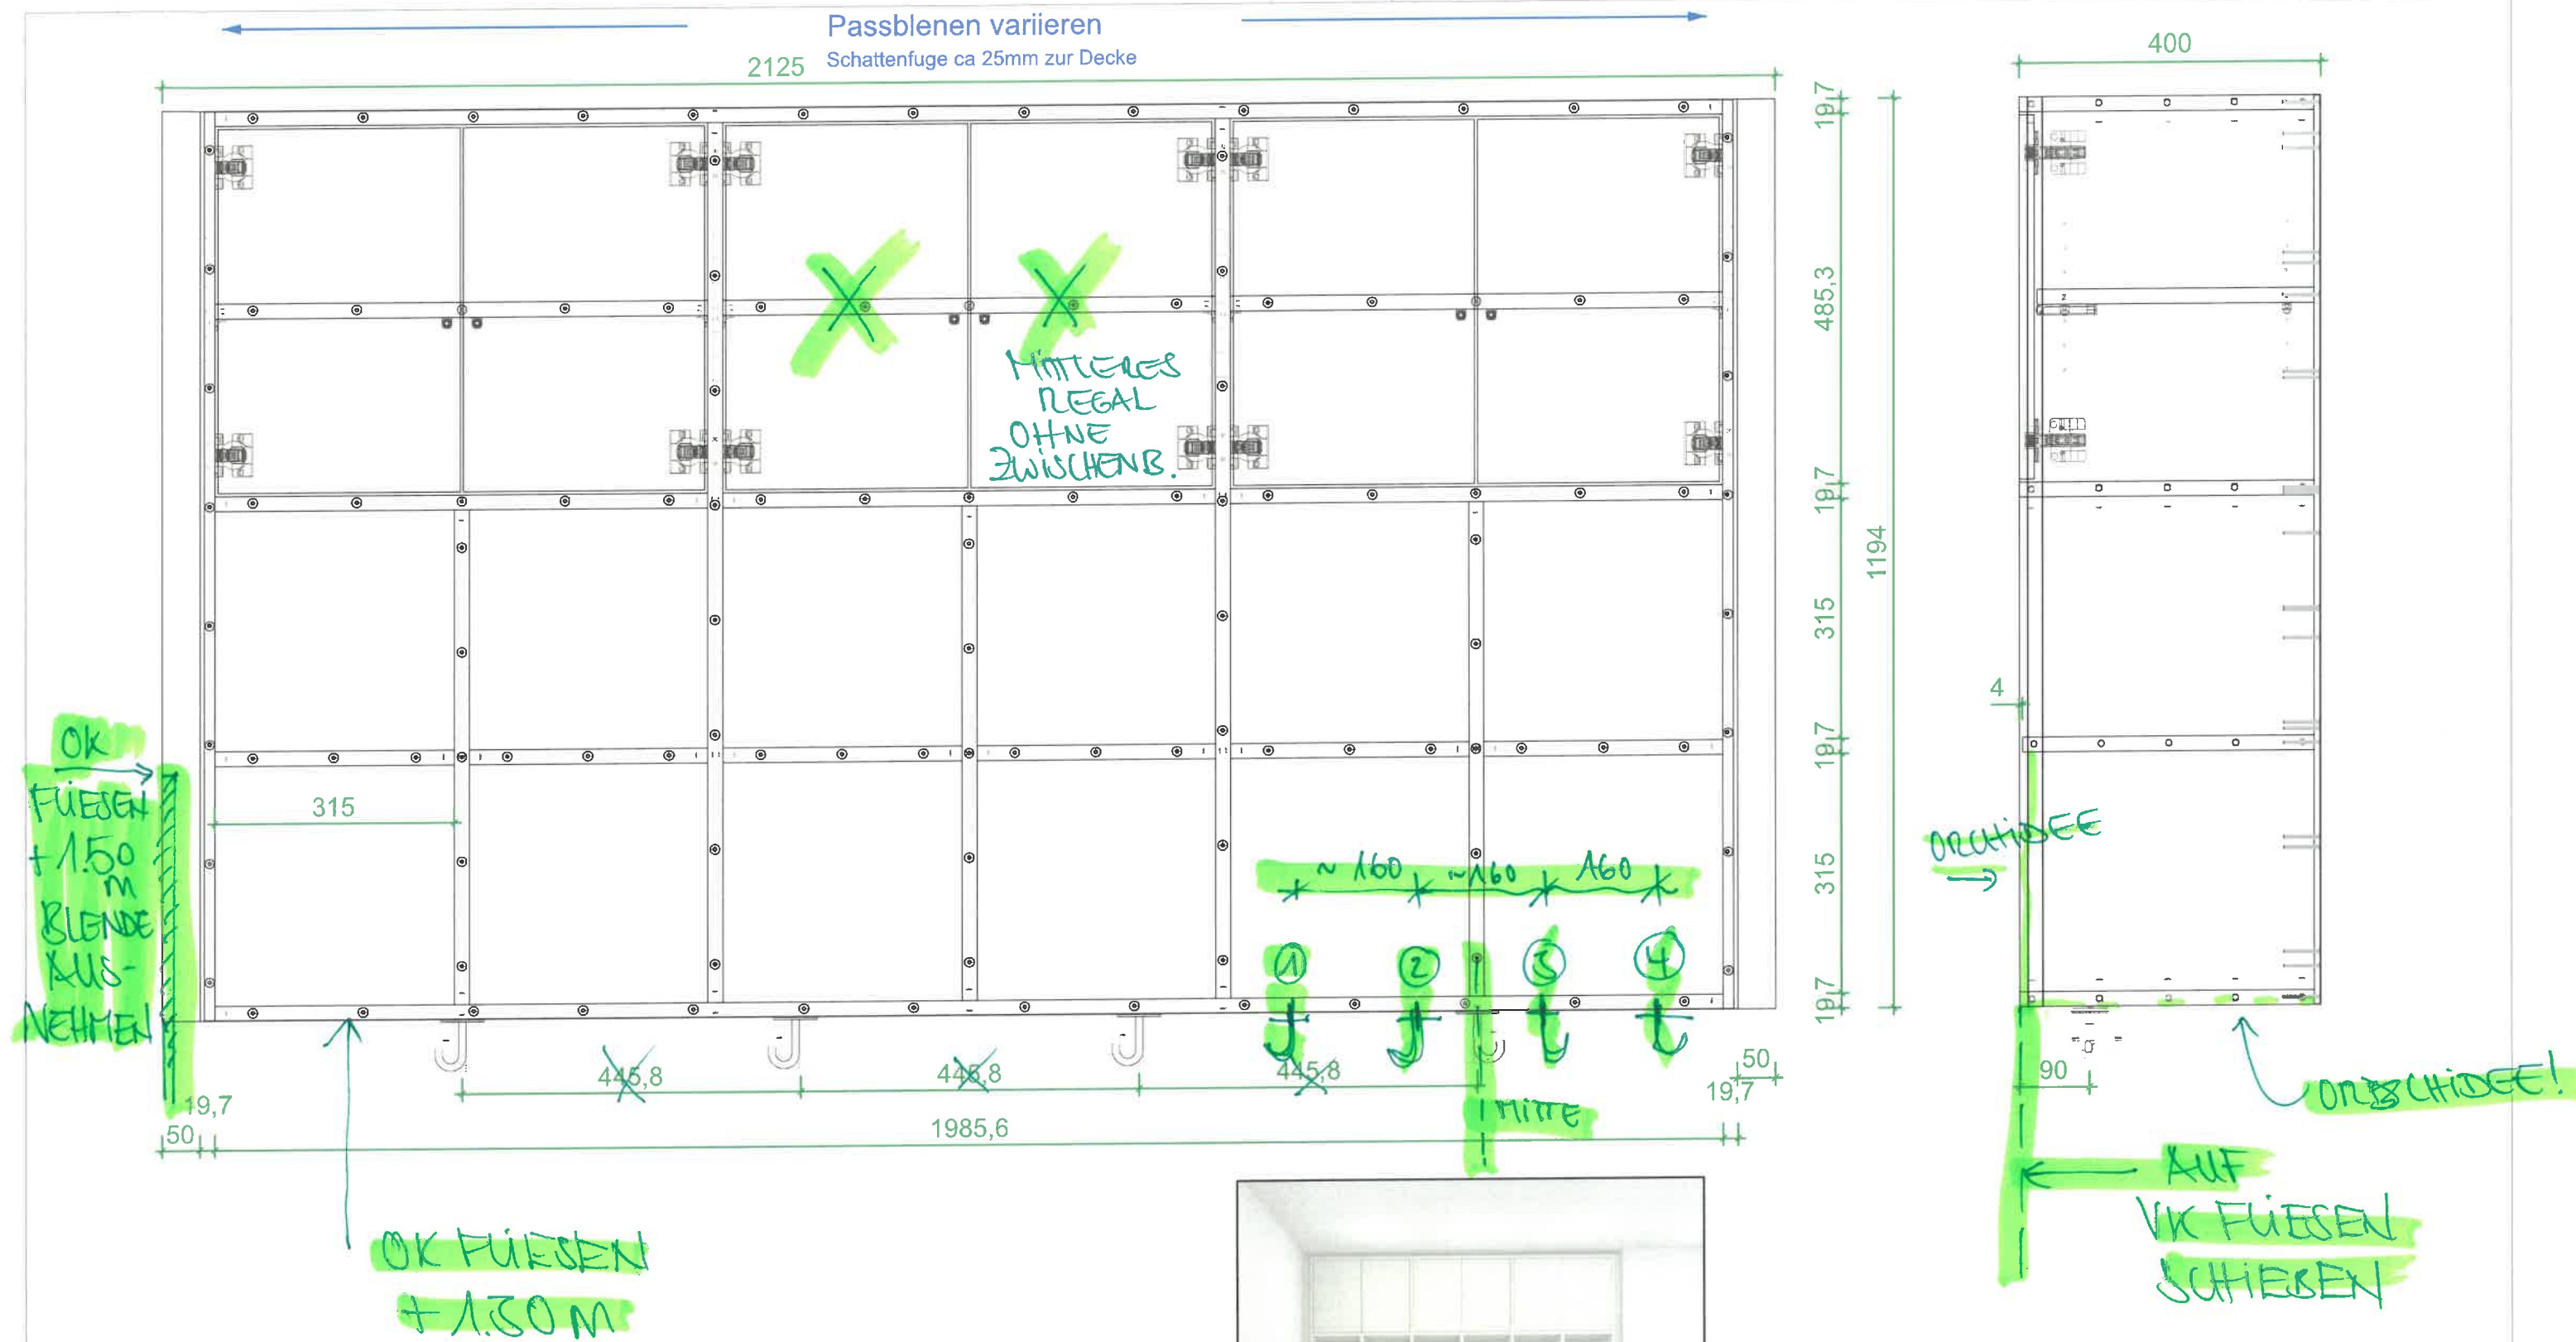 Passblenen variieren
Schattenfuge ca 25mm zur Decke
2125
400
19,7
485,3
19,7
1194
315
19,7
315
19,7
MITTLERES
REGAL
OHNE
ZWISCHENB.
OK
FLIESEN
+ 1.50
m
BLENDE
AUS-
NEHMEN
315
~ 160 ~160 160
1 2 3 4
4
ORCHIDEE
445,8 445,8 445,8
50
19,7
19,7
50
1985,6
MITTE
90
ORCHIDEE!
AUF
VK FLIESEN
SCHIEBEN
OK FLIESEN
+ 1.50 M